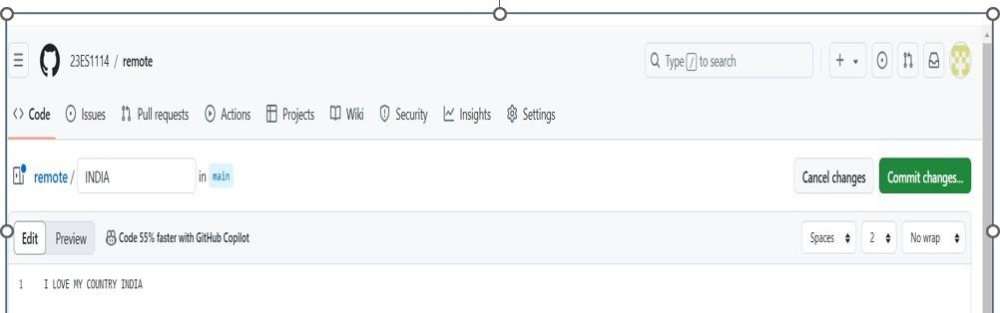 23ES1114 / remote
Type / to search
Code Issues Pull requests Actions Projects Wiki Security Insights Settings
remote / INDIA in main
Cancel changes Commit changes...
Edit Preview Code 55% faster with GitHub Copilot
Spaces 2 No wrap
1 I LOVE MY COUNTRY INDIA